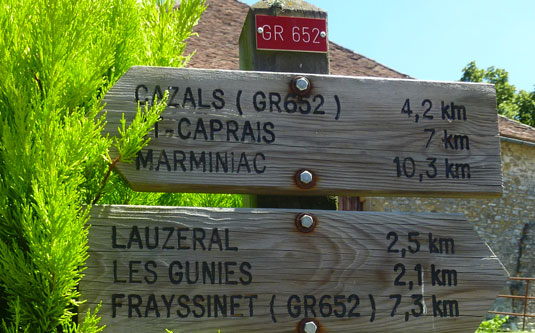 GR 652
CAZALS (GR652) 4,2 km
ST-CAPRAIS 7 km
MARMINIAC 10,3 km
LAUZERAL 2,5 km
LES GUNIES 2,1 km
FRAYSSINET (GR652) 7,3 km